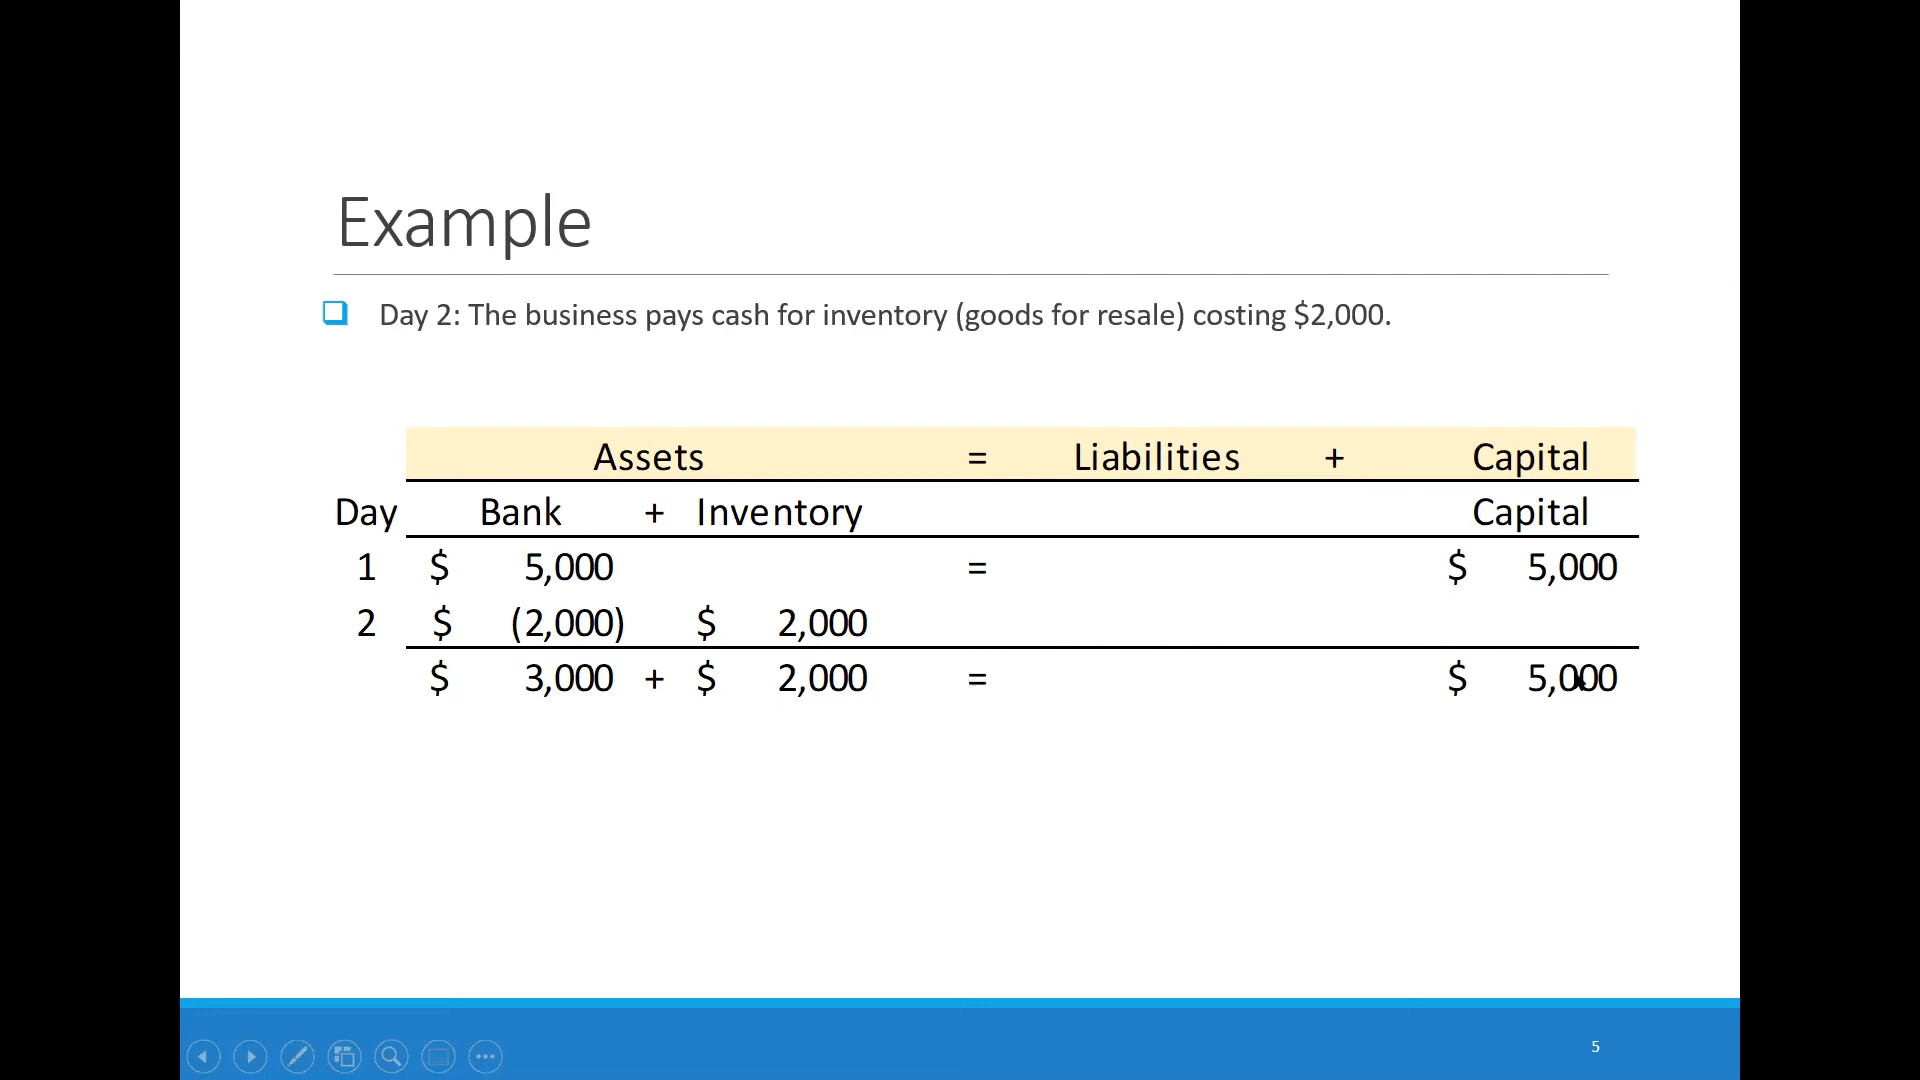 Example
Day 2: The business pays cash for inventory (goods for resale) costing $2,000.
Assets = Liabilities + Capital
Day Bank + Inventory Capital
1 $ 5,000 = $ 5,000
2 $ (2,000) $ 2,000
$ 3,000 + $ 2,000 = $ 5,000
5